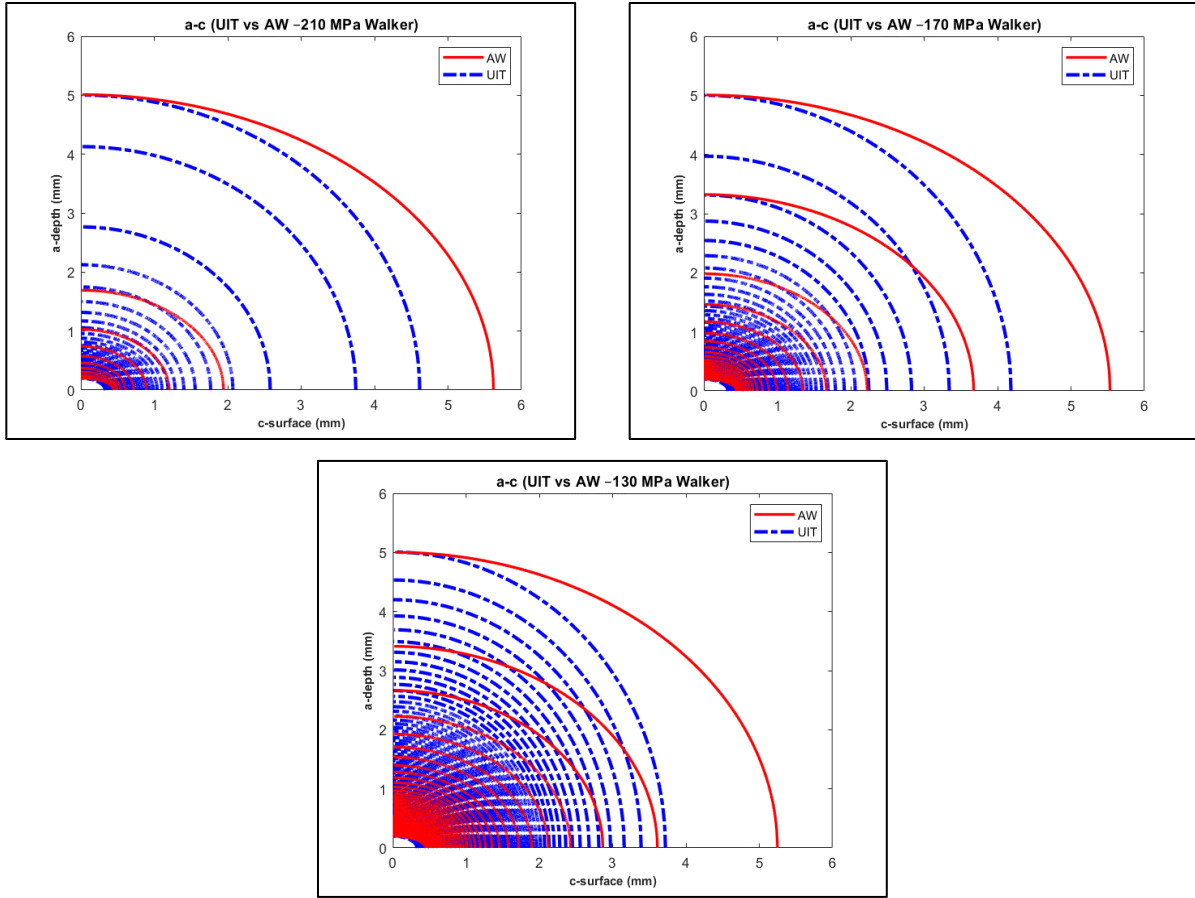 a-c (UIT vs AW –210 MPa Walker)
6
5
4
3
2
1
0
a-depth (mm)
AW
UIT
0 1 2 3 4 5 6
c-surface (mm)
a-c (UIT vs AW –170 MPa Walker)
6
5
4
3
2
1
0
a-depth (mm)
AW
UIT
0 1 2 3 4 5 6
c-surface (mm)
a-c (UIT vs AW –130 MPa Walker)
6
5
4
3
2
1
0
a-depth (mm)
AW
UIT
0 1 2 3 4 5 6
c-surface (mm)